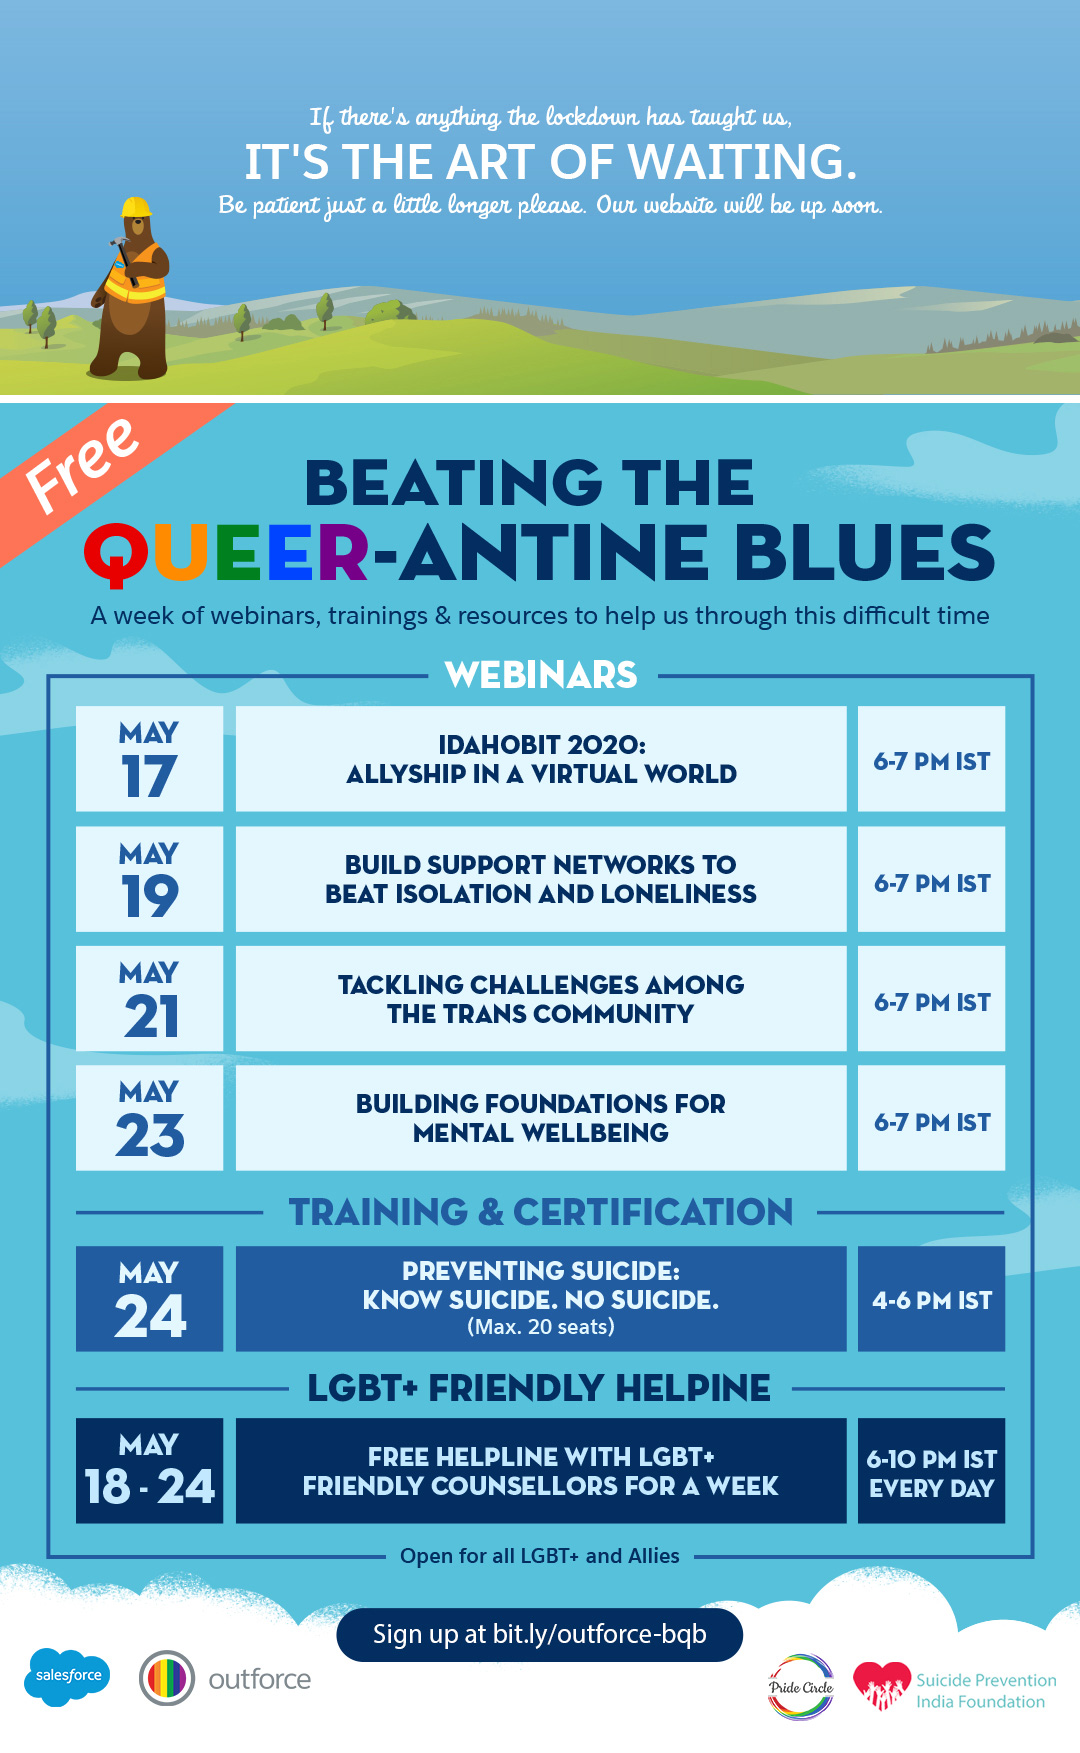 If there's anything the lockdown has taught us,
IT'S THE ART OF WAITING.
Be patient just a little longer please. Our website will be up soon.
Free
BEATING THE
QUEER-ANTINE BLUES
A week of webinars, trainings & resources to help us through this difficult time
WEBINARS
MAY
17
IDAHOBIT 2020:
ALLYSHIP IN A VIRTUAL WORLD
6-7 PM IST
MAY
19
BUILD SUPPORT NETWORKS TO
BEAT ISOLATION AND LONELINESS
6-7 PM IST
MAY
21
TACKLING CHALLENGES AMONG
THE TRANS COMMUNITY
6-7 PM IST
MAY
23
BUILDING FOUNDATIONS FOR
MENTAL WELLBEING
6-7 PM IST
TRAINING & CERTIFICATION
MAY
24
PREVENTING SUICIDE:
KNOW SUICIDE. NO SUICIDE.
(Max. 20 seats)
4-6 PM IST
LGBT+ FRIENDLY HELPINE
MAY
18 - 24
FREE HELPLINE WITH LGBT+
FRIENDLY COUNSELLORS FOR A WEEK
6-10 PM IST
EVERY DAY
Open for all LGBT+ and Allies
Sign up at bit.ly/outforce-bqb
salesforce
outforce
Pride Circle
Suicide Prevention
India Foundation